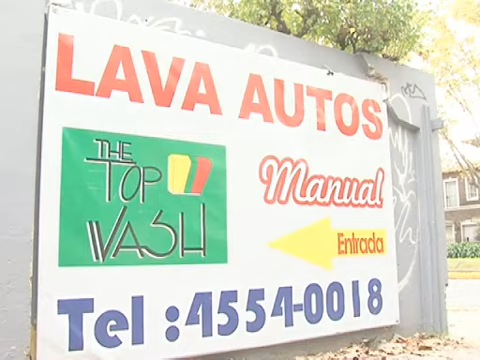 LAVA AUTOS
THE
TOP
WASH
Manual
Entrada
Tel :4554-0018